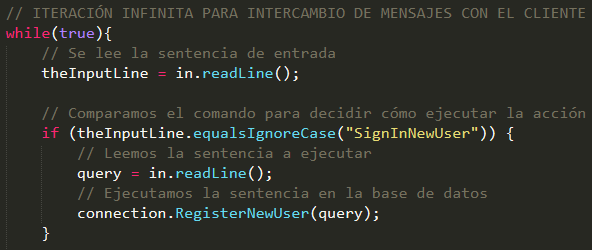 // ITERACIÓN INFINITA PARA INTERCAMBIO DE MENSAJES CON EL CLIENTE
while(true){
// Se lee la sentencia de entrada
theInputLine = in.readLine();
// Comparamos el comando para decidir cómo ejecutar la acción
if (theInputLine.equalsIgnoreCase("SignInNewUser")) {
// Leemos la sentencia a ejecutar
query = in.readLine();
// Ejecutamos la sentencia en la base de datos
connection.RegisterNewUser(query);
}